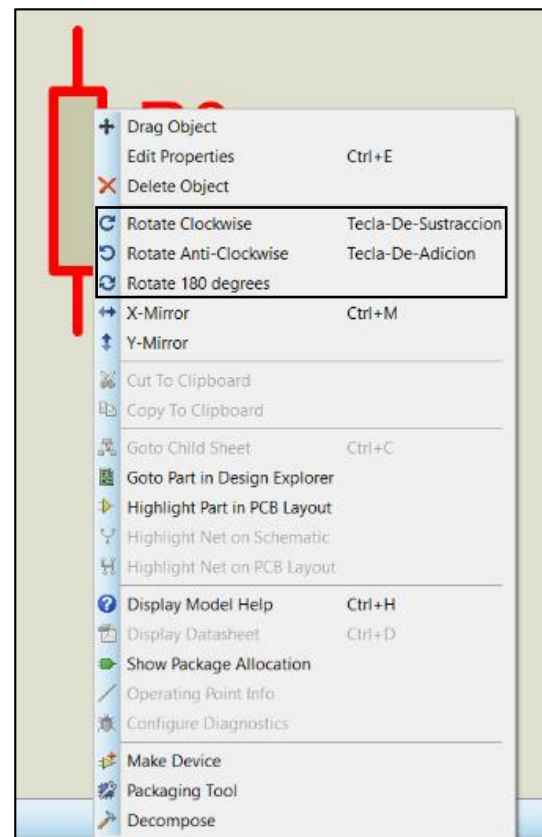 Drag Object
Edit Properties Ctrl+E
Delete Object
Rotate Clockwise Tecla-De-Sustraccion
Rotate Anti-Clockwise Tecla-De-Adicion
Rotate 180 degrees
X-Mirror Ctrl+M
Y-Mirror
Cut To Clipboard
Copy To Clipboard
Goto Child Sheet Ctrl+C
Goto Part in Design Explorer
Highlight Part in PCB Layout
Highlight Net on Schematic
Highlight Net on PCB Layout
Display Model Help Ctrl+H
Display Datasheet Ctrl+D
Show Package Allocation
Operating Point Info
Configure Diagnostics
Make Device
Packaging Tool
Decompose